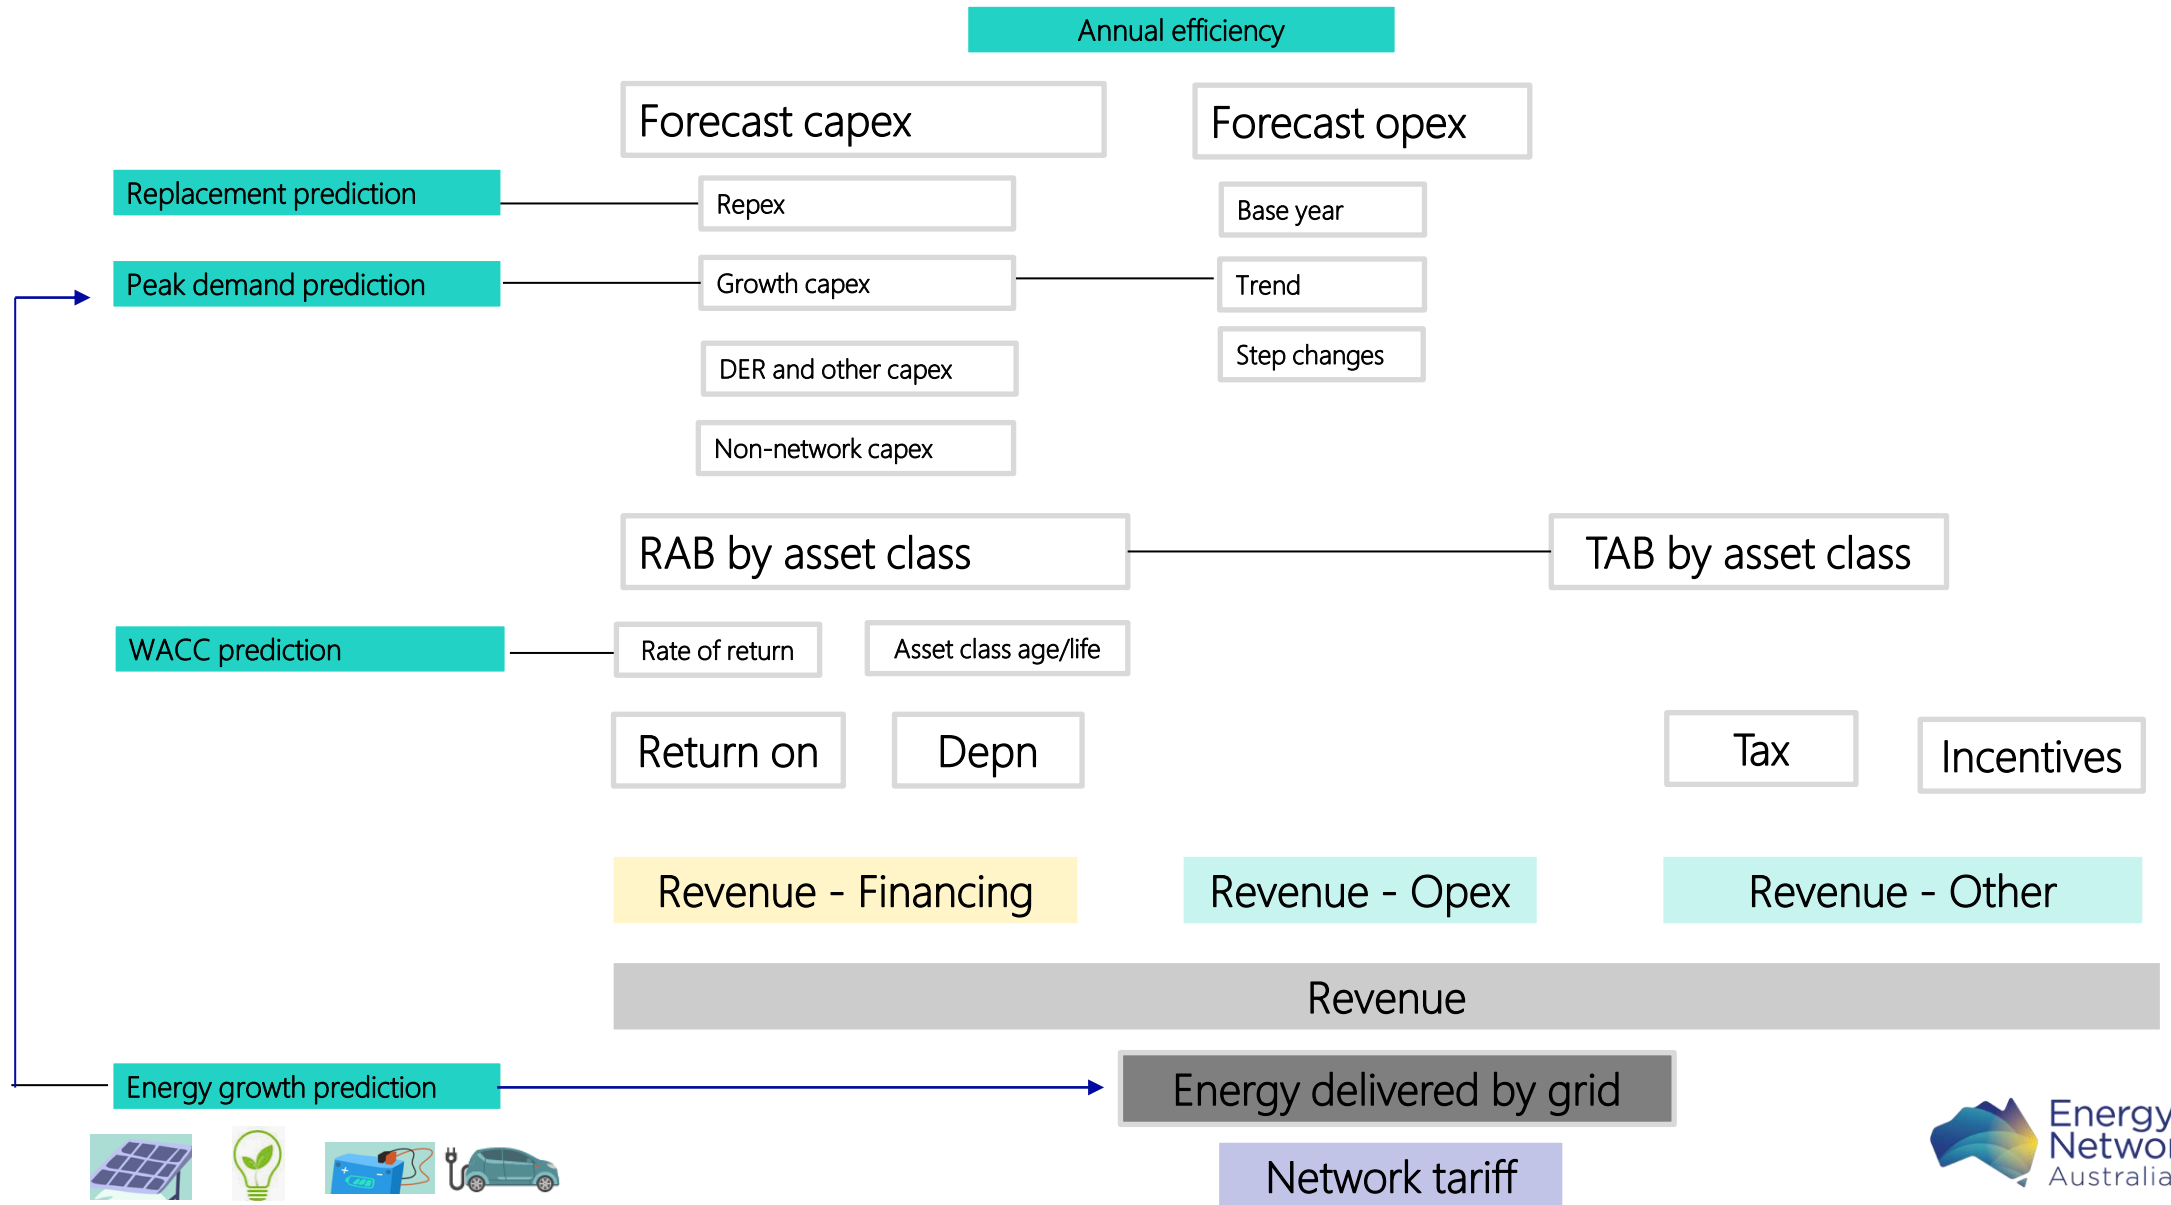 Annual efficiency
Forecast capex
Forecast opex
Replacement prediction
Repex
Base year
Peak demand prediction
Growth capex
Trend
DER and other capex
Step changes
Non-network capex
RAB by asset class
TAB by asset class
WACC prediction
Rate of return
Asset class age/life
Return on
Depn
Tax
Incentives
Revenue - Financing
Revenue - Opex
Revenue - Other
Revenue
Energy growth prediction
Energy delivered by grid
Network tariff
Energy
Networ
Australia